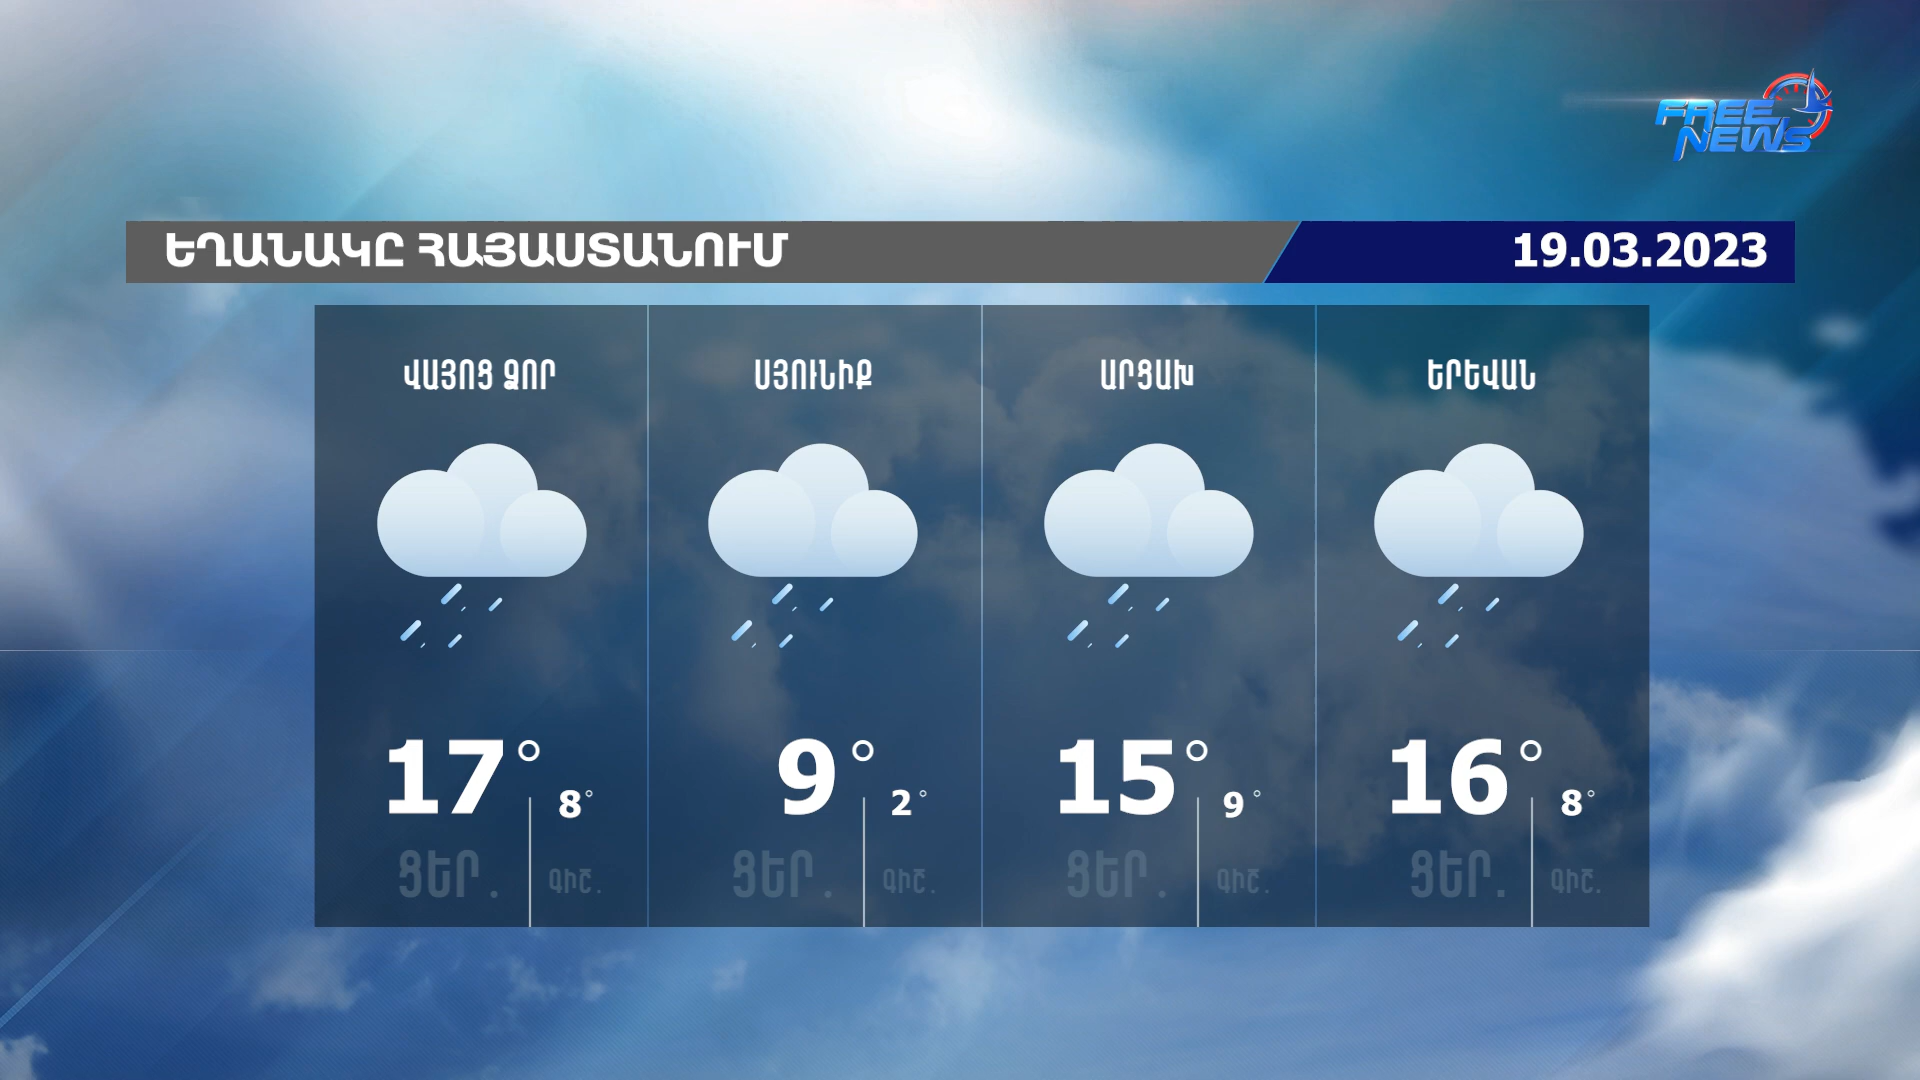 FREE
NEWS
ԵՂԱՆԱԿԸ ՀԱՅԱՍՏԱՆՈՒՄ
19.03.2023
ՎԱՅՈՑ ՁՈՐ
ՍՅՈՒՆԻՔ
ԱՐՑԱԽ
ԵՐԵՎԱՆ
17° 8°
9° 2°
15° 9°
16° 8°
ՑԵՐ. ԳԻՇ.
ՑԵՐ. ԳԻՇ.
ՑԵՐ. ԳԻՇ.
ՑԵՐ. ԳԻՇ.